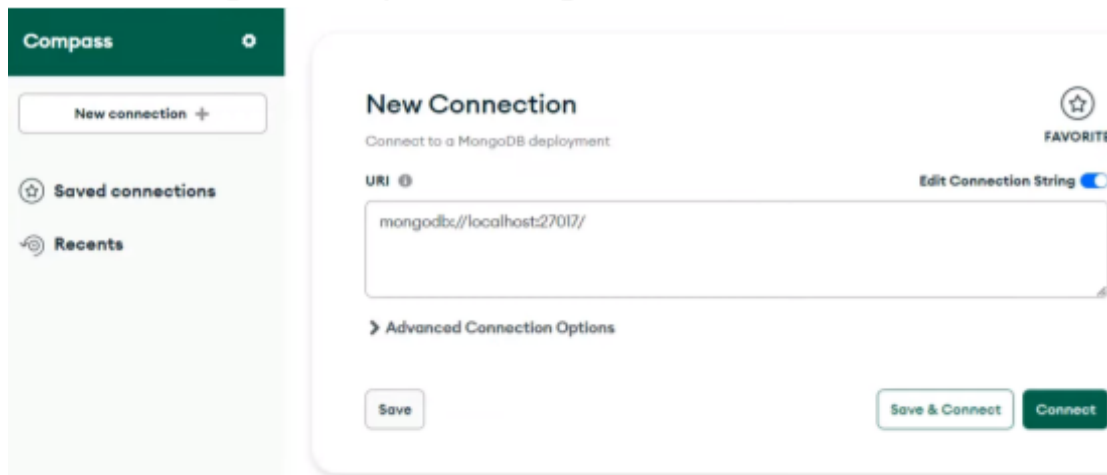 Compass
New connection +
Saved connections
Recents
New Connection
Connect to a MongoDB deployment
FAVORITE
URI
Edit Connection String
mongodb://localhost:27017/
Advanced Connection Options
Save
Save & Connect
Connect